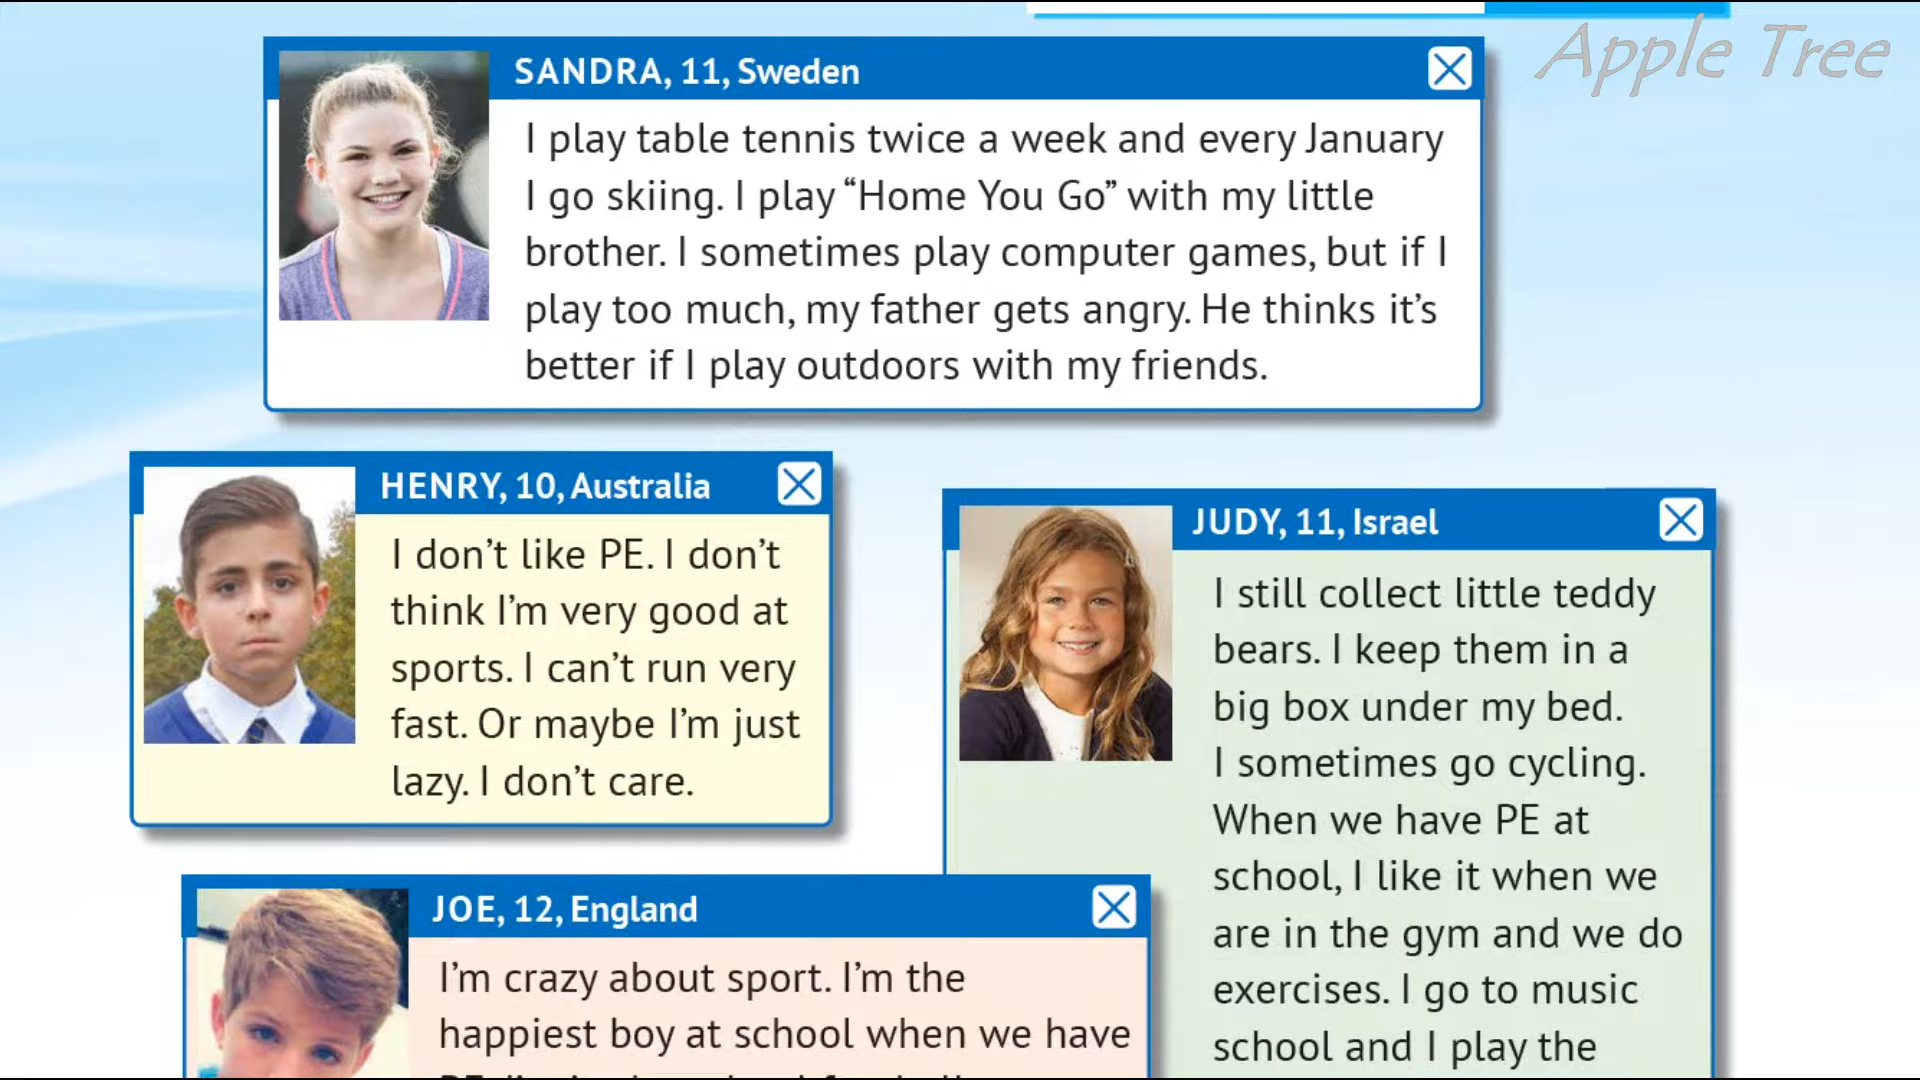 Apple Tree
SANDRA, 11, Sweden
I play table tennis twice a week and every January
I go skiing. I play “Home You Go” with my little
brother. I sometimes play computer games, but if I
play too much, my father gets angry. He thinks it’s
better if I play outdoors with my friends.
HENRY, 10, Australia
I don’t like PE. I don’t
think I’m very good at
sports. I can’t run very
fast. Or maybe I’m just
lazy. I don’t care.
JUDY, 11, Israel
I still collect little teddy
bears. I keep them in a
big box under my bed.
I sometimes go cycling.
When we have PE at
school, I like it when we
are in the gym and we do
exercises. I go to music
school and I play the
JOE, 12, England
I’m crazy about sport. I’m the
happiest boy at school when we have